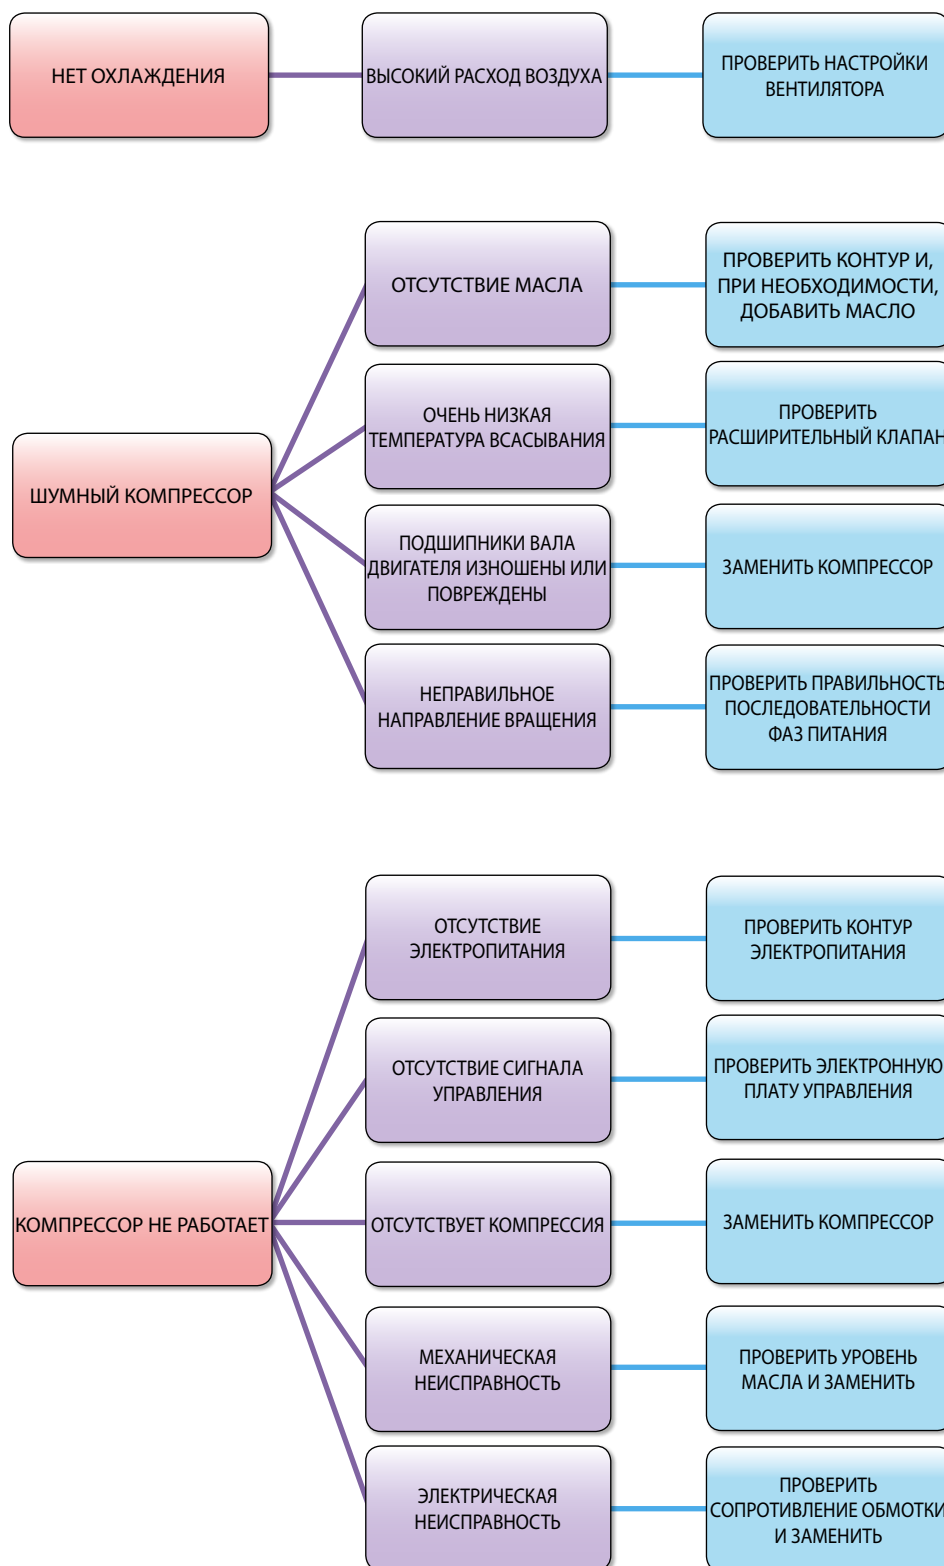 НЕТ ОХЛАЖДЕНИЯ
ВЫСОКИЙ РАСХОД ВОЗДУХА
ПРОВЕРИТЬ НАСТРОЙКИ
ВЕНТИЛЯТОРА
ШУМНЫЙ КОМПРЕССОР
ОТСУТСТВИЕ МАСЛА
ПРОВЕРИТЬ КОНТУР И,
ПРИ НЕОБХОДИМОСТИ,
ДОБАВИТЬ МАСЛО
ОЧЕНЬ НИЗКАЯ
ТЕМПЕРАТУРА ВСАСЫВАНИЯ
ПРОВЕРИТЬ
РАСШИРИТЕЛЬНЫЙ КЛАПАН
ПОДШИПНИКИ ВАЛА
ДВИГАТЕЛЯ ИЗНОШЕНЫ ИЛИ
ПОВРЕЖДЕНЫ
ЗАМЕНИТЬ КОМПРЕССОР
НЕПРАВИЛЬНОЕ
НАПРАВЛЕНИЕ ВРАЩЕНИЯ
ПРОВЕРИТЬ ПРАВИЛЬНОСТЬ
ПОСЛЕДОВАТЕЛЬНОСТИ
ФАЗ ПИТАНИЯ
КОМПРЕССОР НЕ РАБОТАЕТ
ОТСУТСТВИЕ
ЭЛЕКТРОПИТАНИЯ
ПРОВЕРИТЬ КОНТУР
ЭЛЕКТРОПИТАНИЯ
ОТСУТСТВИЕ СИГНАЛА
УПРАВЛЕНИЯ
ПРОВЕРИТЬ ЭЛЕКТРОННУЮ
ПЛАТУ УПРАВЛЕНИЯ
ОТСУТСТВУЕТ КОМПРЕССИЯ
ЗАМЕНИТЬ КОМПРЕССОР
МЕХАНИЧЕСКАЯ
НЕИСПРАВНОСТЬ
ПРОВЕРИТЬ УРОВЕНЬ
МАСЛА И ЗАМЕНИТЬ
ЭЛЕКТРИЧЕСКАЯ
НЕИСПРАВНОСТЬ
ПРОВЕРИТЬ
СОПРОТИВЛЕНИЕ ОБМОТКИ
И ЗАМЕНИТЬ